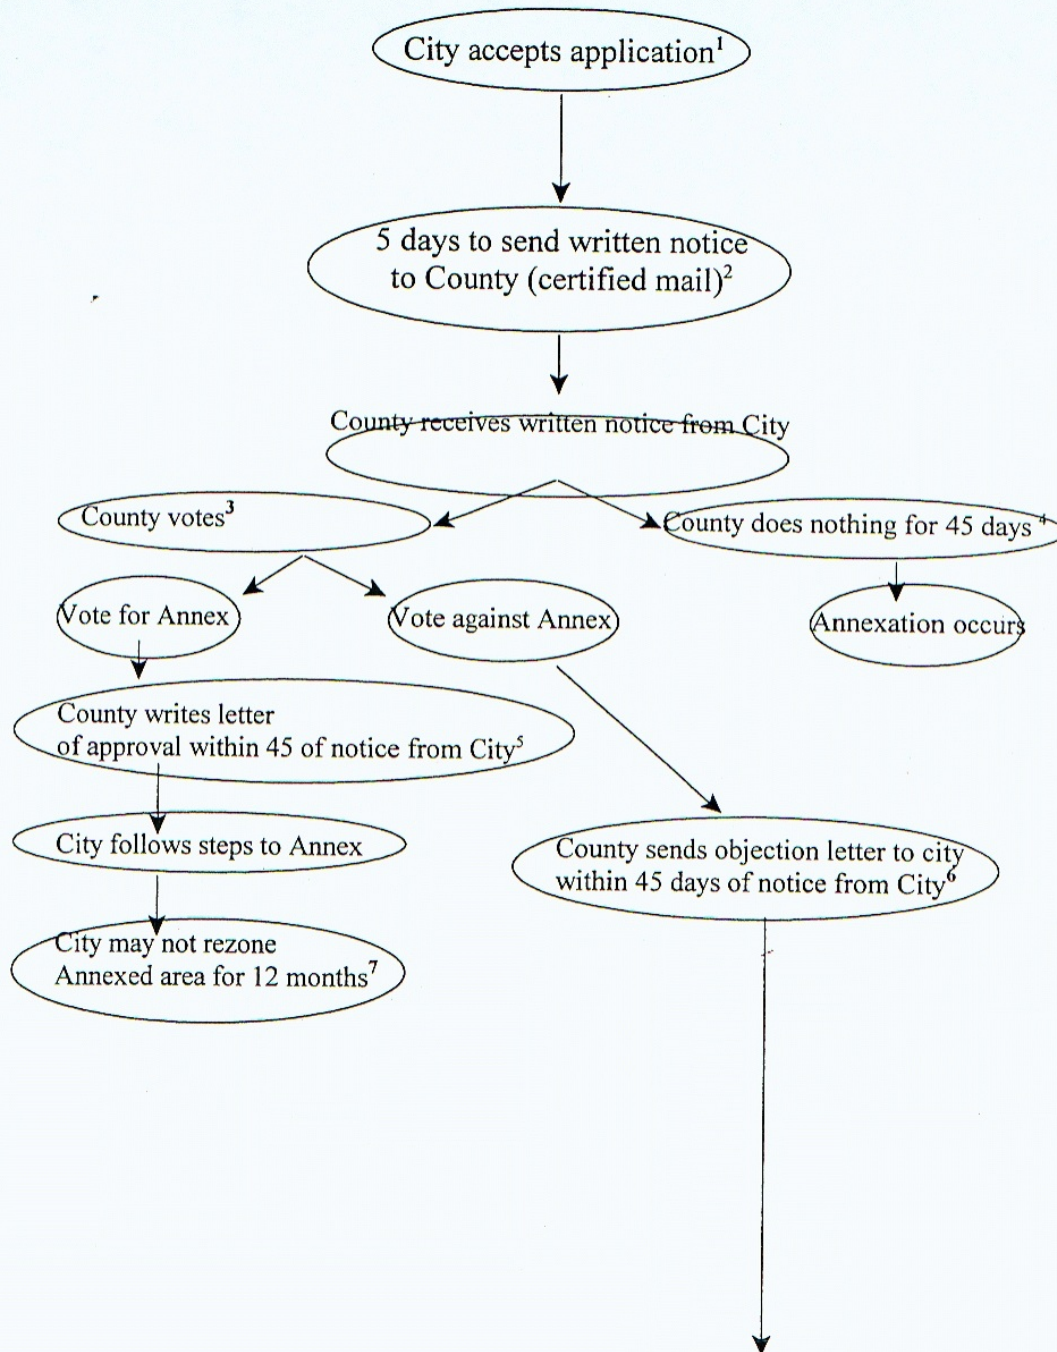 City accepts application¹
5 days to send written notice
to County (certified mail)²
County receives written notice from City
County votes³
County does nothing for 45 days ⁴
Vote for Annex
Vote against Annex
Annexation occurs
County writes letter
of approval within 45 of notice from City⁵
City follows steps to Annex
County sends objection letter to city
within 45 days of notice from City⁶
City may not rezone
Annexed area for 12 months⁷